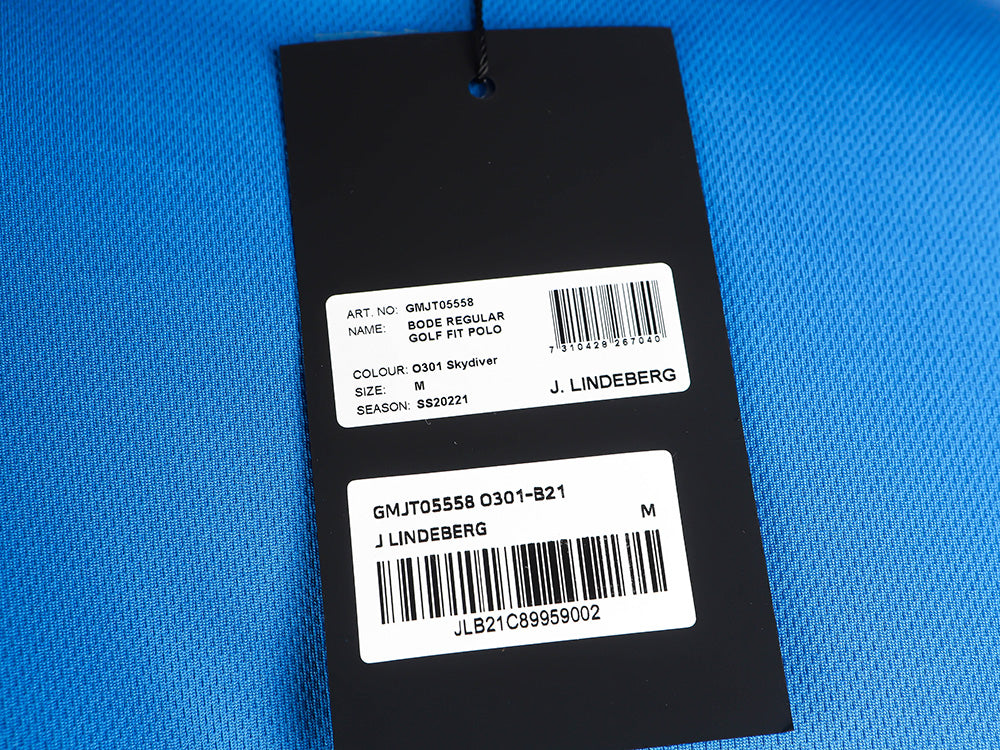 ART. NO: GMJT05558
NAME: BODE REGULAR
GOLF FIT POLO
COLOUR: O301 Skydiver
SIZE: M
SEASON: SS20221
7 310429 267040
J. LINDEBERG
GMJT05558 O301-B21
J LINDEBERG M
JLB21C89959002